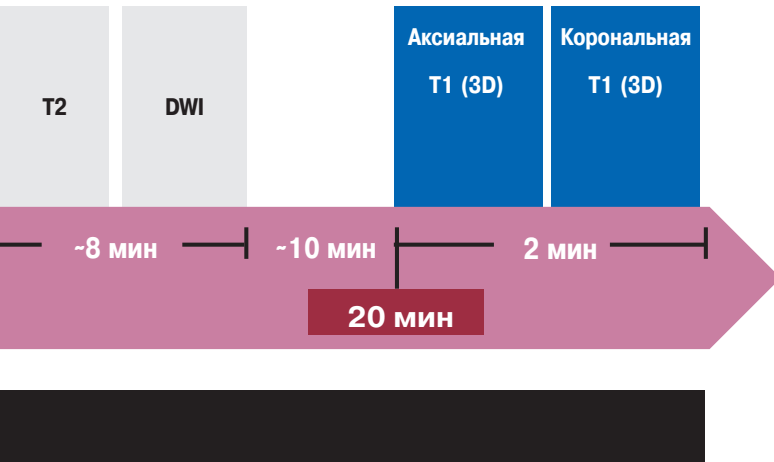 T2
DWI
Аксиальная
T1 (3D)
Корональная
T1 (3D)
~8 мин
~10 мин
2 мин
20 мин